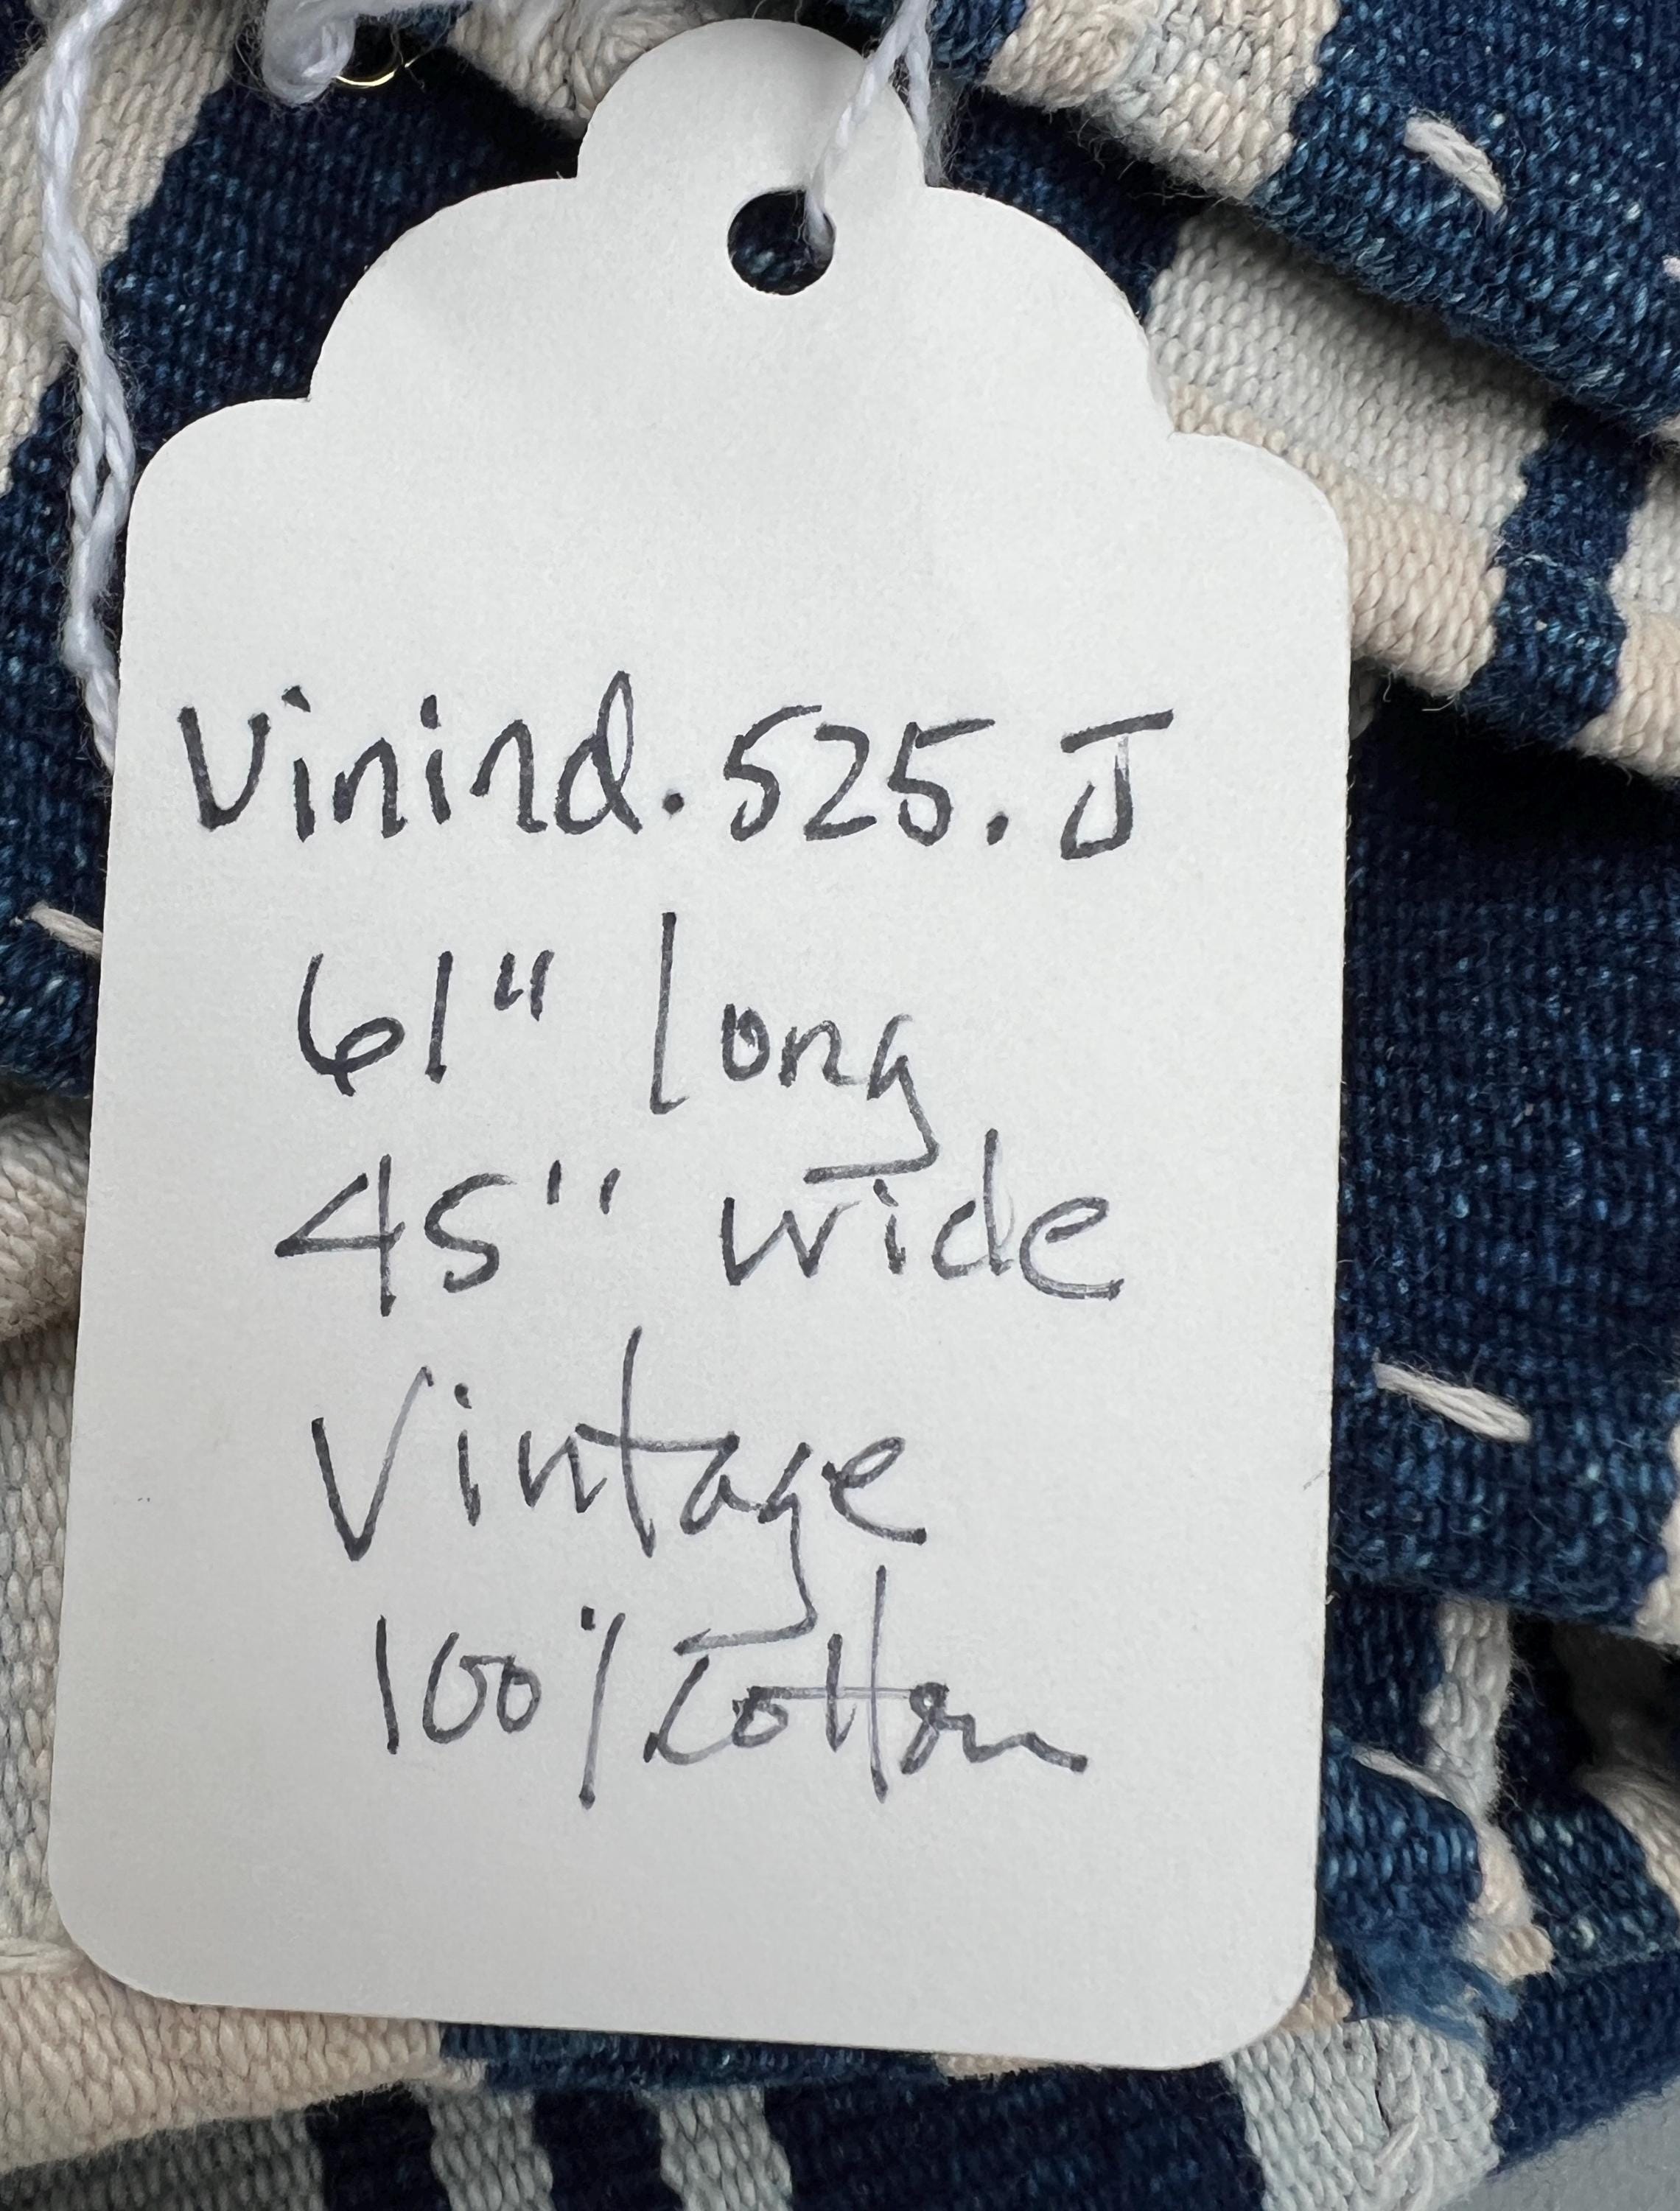 Vinind.525.J
61" long
45" wide
Vintage
100% Cotton